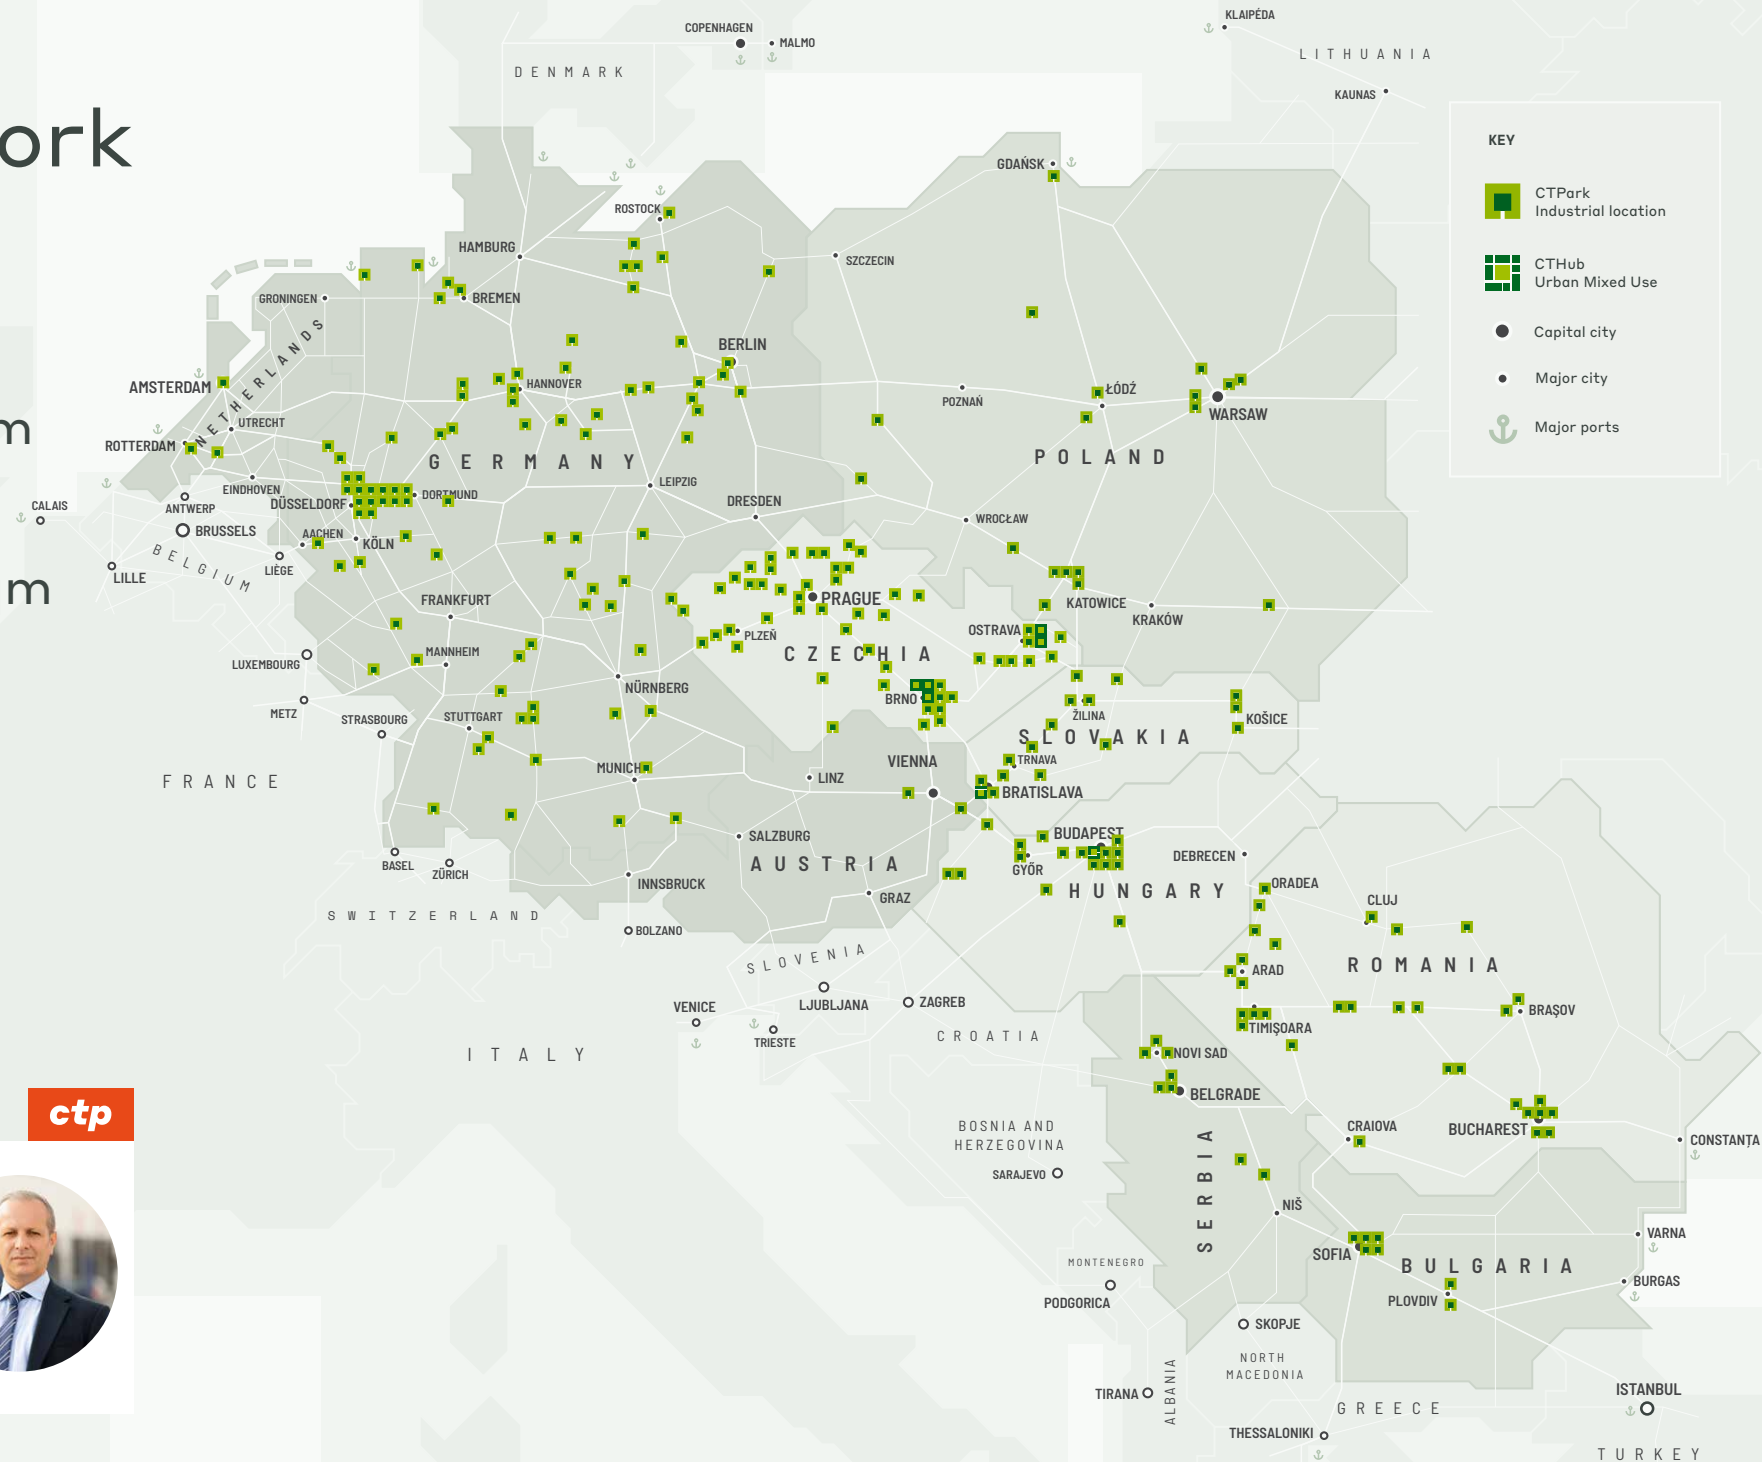 ork
m
m
ctp
KEY
CTPark
Industrial location
CTHub
Urban Mixed Use
Capital city
Major city
Major ports
COPENHAGEN
MALMO
DENMARK
KLAIPĖDA
LITHUANIA
KAUNAS
GDAŃSK
ROSTOCK
HAMBURG
SZCZECIN
GRONINGEN
BREMEN
NETHERLANDS
BERLIN
AMSTERDAM
HANNOVER
POZNAŃ
ŁÓDŹ
WARSAW
UTRECHT
ROTTERDAM
GERMANY
POLAND
EINDHOVEN
DÜSSELDORF
DORTMUND
LEIPZIG
DRESDEN
CALAIS
ANTWERP
BRUSSELS
WROCŁAW
AACHEN
KÖLN
BELGIUM
LIÈGE
LILLE
FRANKFURT
PRAGUE
KATOWICE
KRAKÓW
PLZEŇ
OSTRAVA
CZECHIA
LUXEMBOURG
MANNHEIM
NÜRNBERG
BRNO
METZ
STRASBOURG
STUTTGART
ŽILINA
KOŠICE
SLOVAKIA
VIENNA
TRNAVA
FRANCE
MUNICH
LINZ
BRATISLAVA
SALZBURG
BUDAPEST
AUSTRIA
BASEL
ZÜRICH
GYŐR
DEBRECEN
INNSBRUCK
GRAZ
HUNGARY
ORADEA
CLUJ
SWITZERLAND
BOLZANO
SLOVENIA
ROMANIA
ARAD
VENICE
LJUBLJANA
ZAGREB
BRAȘOV
TRIESTE
CROATIA
TIMIȘOARA
ITALY
NOVI SAD
BELGRADE
BOSNIA AND
HERZEGOVINA
SERBIA
CRAIOVA
BUCHAREST
CONSTANȚA
SARAJEVO
NIŠ
VARNA
SOFIA
BULGARIA
MONTENEGRO
PODGORICA
PLOVDIV
BURGAS
SKOPJE
NORTH
MACEDONIA
TIRANA
ALBANIA
GREECE
ISTANBUL
THESSALONIKI
TURKEY